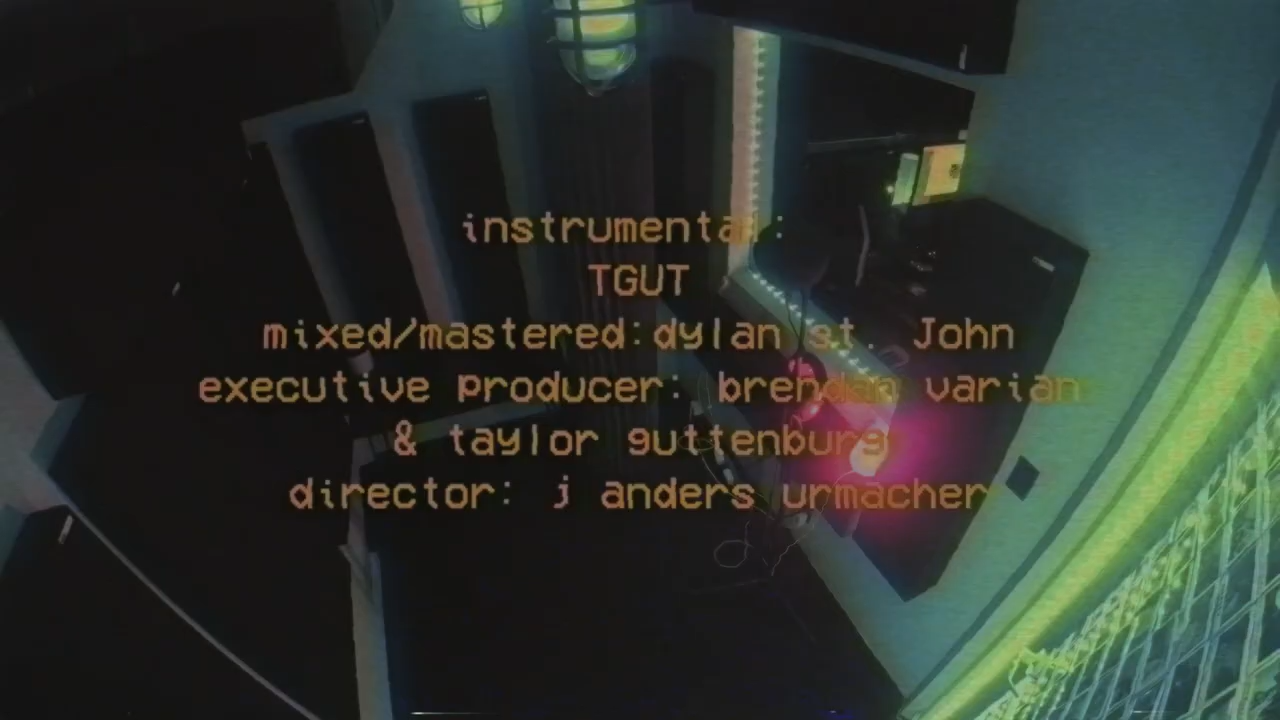 instrumental:
TGUT
mixed/mastered:dylan st. John
executive producer: brendan varian
& taylor guttenburg
director: j anders urmacher